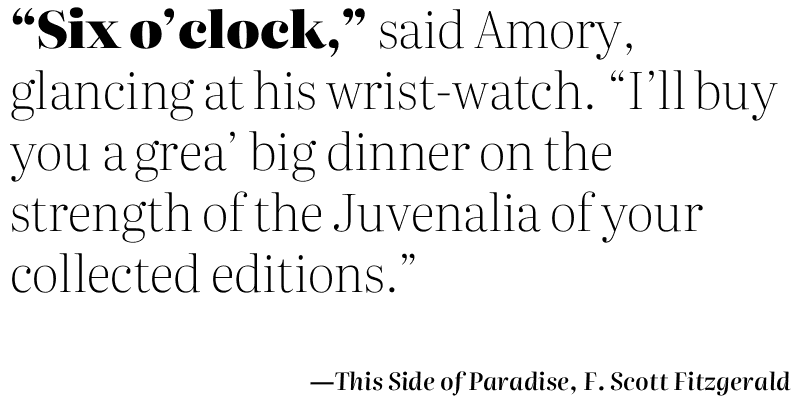 “Six o’clock,” said Amory,
glancing at his wrist-watch. “I’ll buy
you a grea’ big dinner on the
strength of the Juvenalia of your
collected editions.”
—This Side of Paradise, F. Scott Fitzgerald